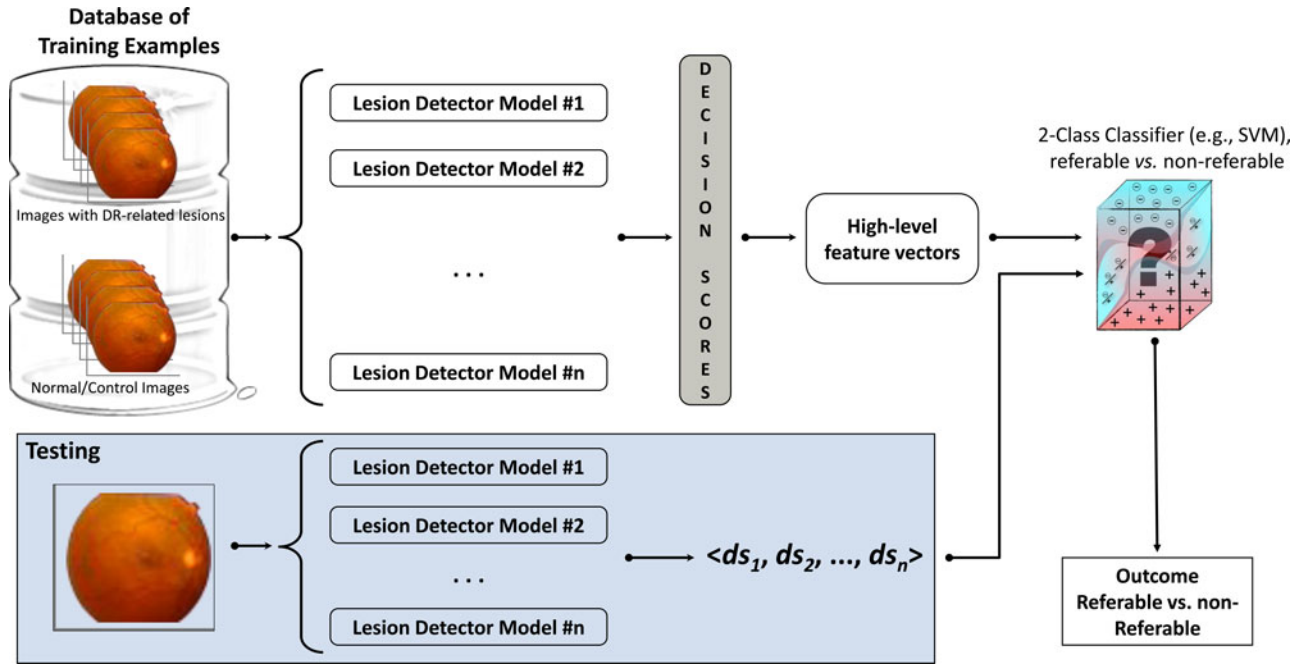 Database of
Training Examples
Images with DR-related lesions
Normal/Control Images
Lesion Detector Model #1
Lesion Detector Model #2
...
Lesion Detector Model #n
DECISION SCORES
High-level
feature vectors
2-Class Classifier (e.g., SVM),
referable vs. non-referable
?
Testing
Lesion Detector Model #1
Lesion Detector Model #2
...
Lesion Detector Model #n
<ds1, ds2, ..., dsn>
Outcome
Referable vs. non-
Referable